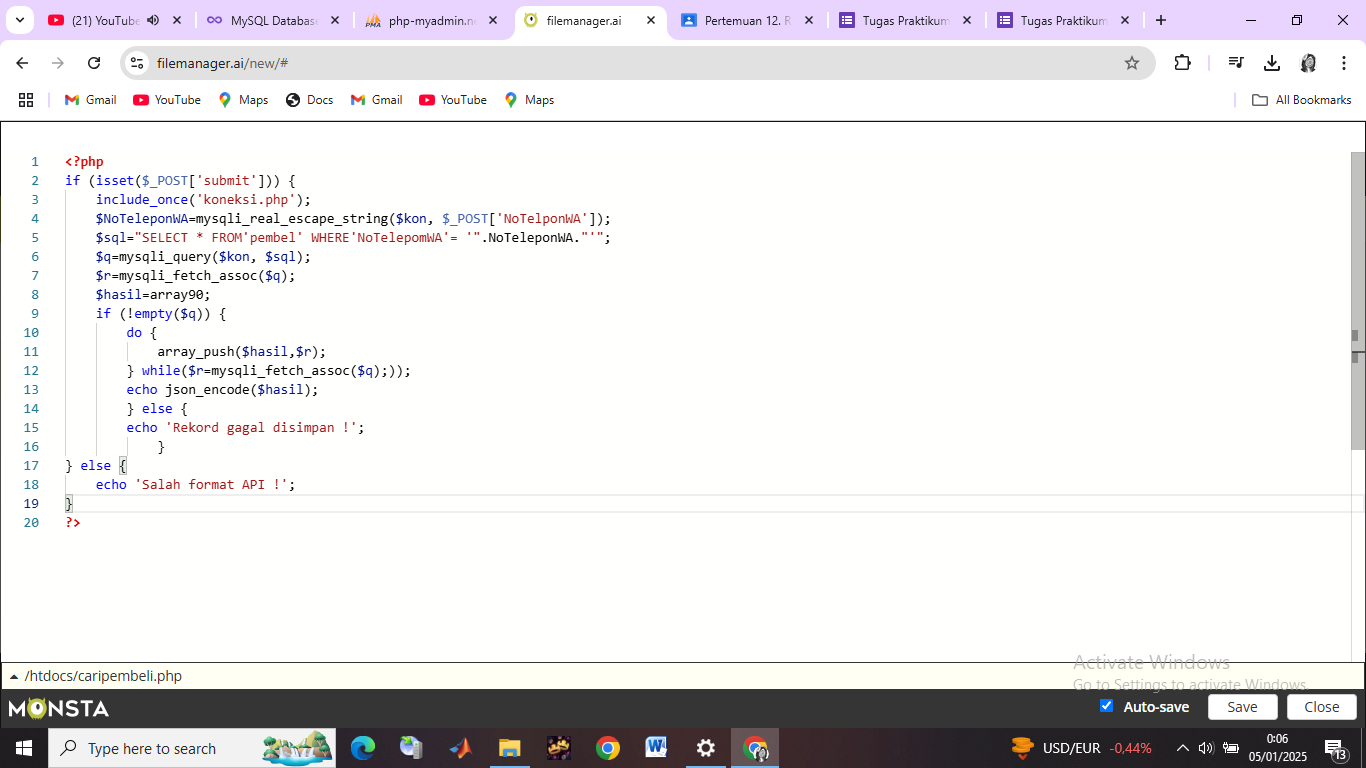 (21) YouTube
MySQL Database
php-myadmin.n
filemanager.ai
Pertemuan 12. R
Tugas Praktikum
Tugas Praktikum
filemanager.ai/new/#
Gmail
YouTube
Maps
Docs
Gmail
YouTube
Maps
All Bookmarks
1 <?php
2 if (isset($_POST['submit'])) {
3 include_once('koneksi.php');
4 $NoTeleponWA=mysqli_real_escape_string($kon, $_POST['NoTelponWA']);
5 $sql="SELECT * FROM'pembel' WHERE'NoTelepomWA'= '".NoTeleponWA."'";
6 $q=mysqli_query($kon, $sql);
7 $r=mysqli_fetch_assoc($q);
8 $hasil=array90;
9 if (!empty($q)) {
10 do {
11 array_push($hasil,$r);
12 } while($r=mysqli_fetch_assoc($q);));
13 echo json_encode($hasil);
14 } else {
15 echo 'Rekord gagal disimpan !';
16 }
17 } else {
18 echo 'Salah format API !';
19 }
20 ?>
Activate Windows
Go to Settings to activate Windows.
/htdocs/caripembeli.php
MONSTA
Auto-save
Save
Close
Type here to search
USD/EUR -0,44%
0:06
05/01/2025
13